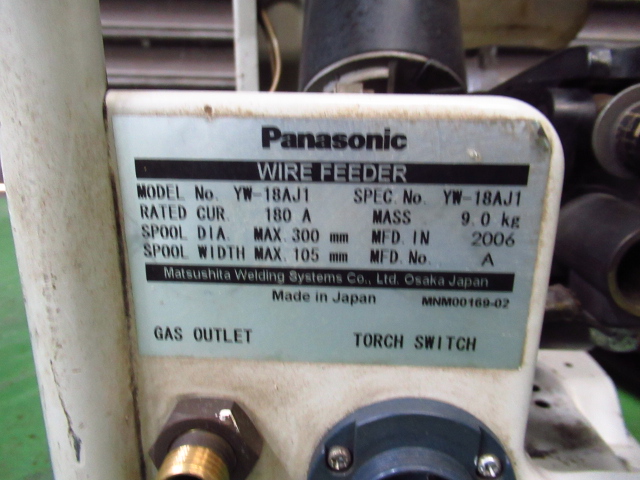 Panasonic
WIRE FEEDER
MODEL No. YW-18AJ1 SPEC.No. YW-18AJ1
RATED CUR. 180 A MASS 9.0 kg
SPOOL DIA. MAX.300 mm MFD.IN 2006
SPOOL WIDTH MAX.105 mm MFD.No. A
Matsushita Welding Systems Co., Ltd. Osaka Japan
Made in Japan MNM00169-02
GAS OUTLET TORCH SWITCH